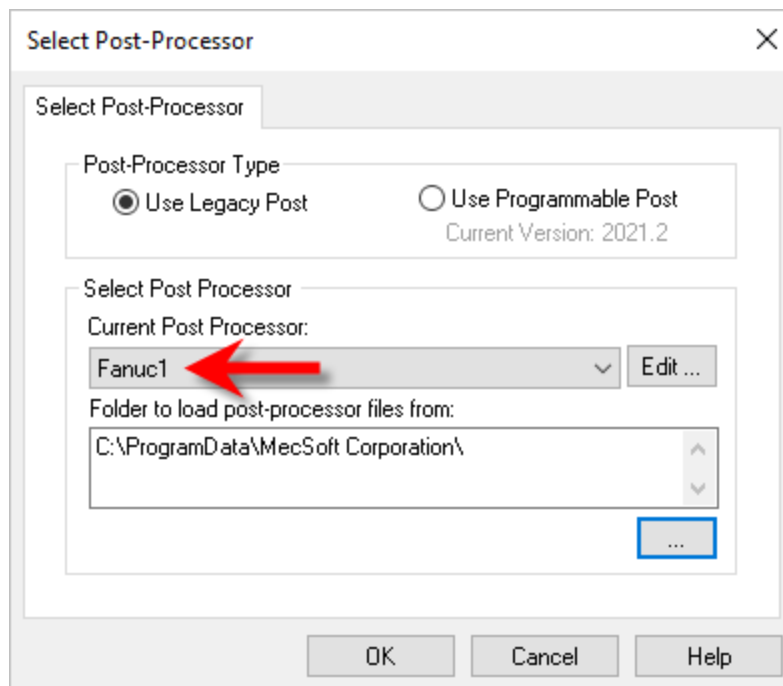 Select Post-Processor
Select Post-Processor
Post-Processor Type
Use Legacy Post
Use Programmable Post
Current Version: 2021.2
Select Post Processor
Current Post Processor:
Fanuc1
Edit ...
Folder to load post-processor files from:
C:\ProgramData\MecSoft Corporation\
...
OK
Cancel
Help